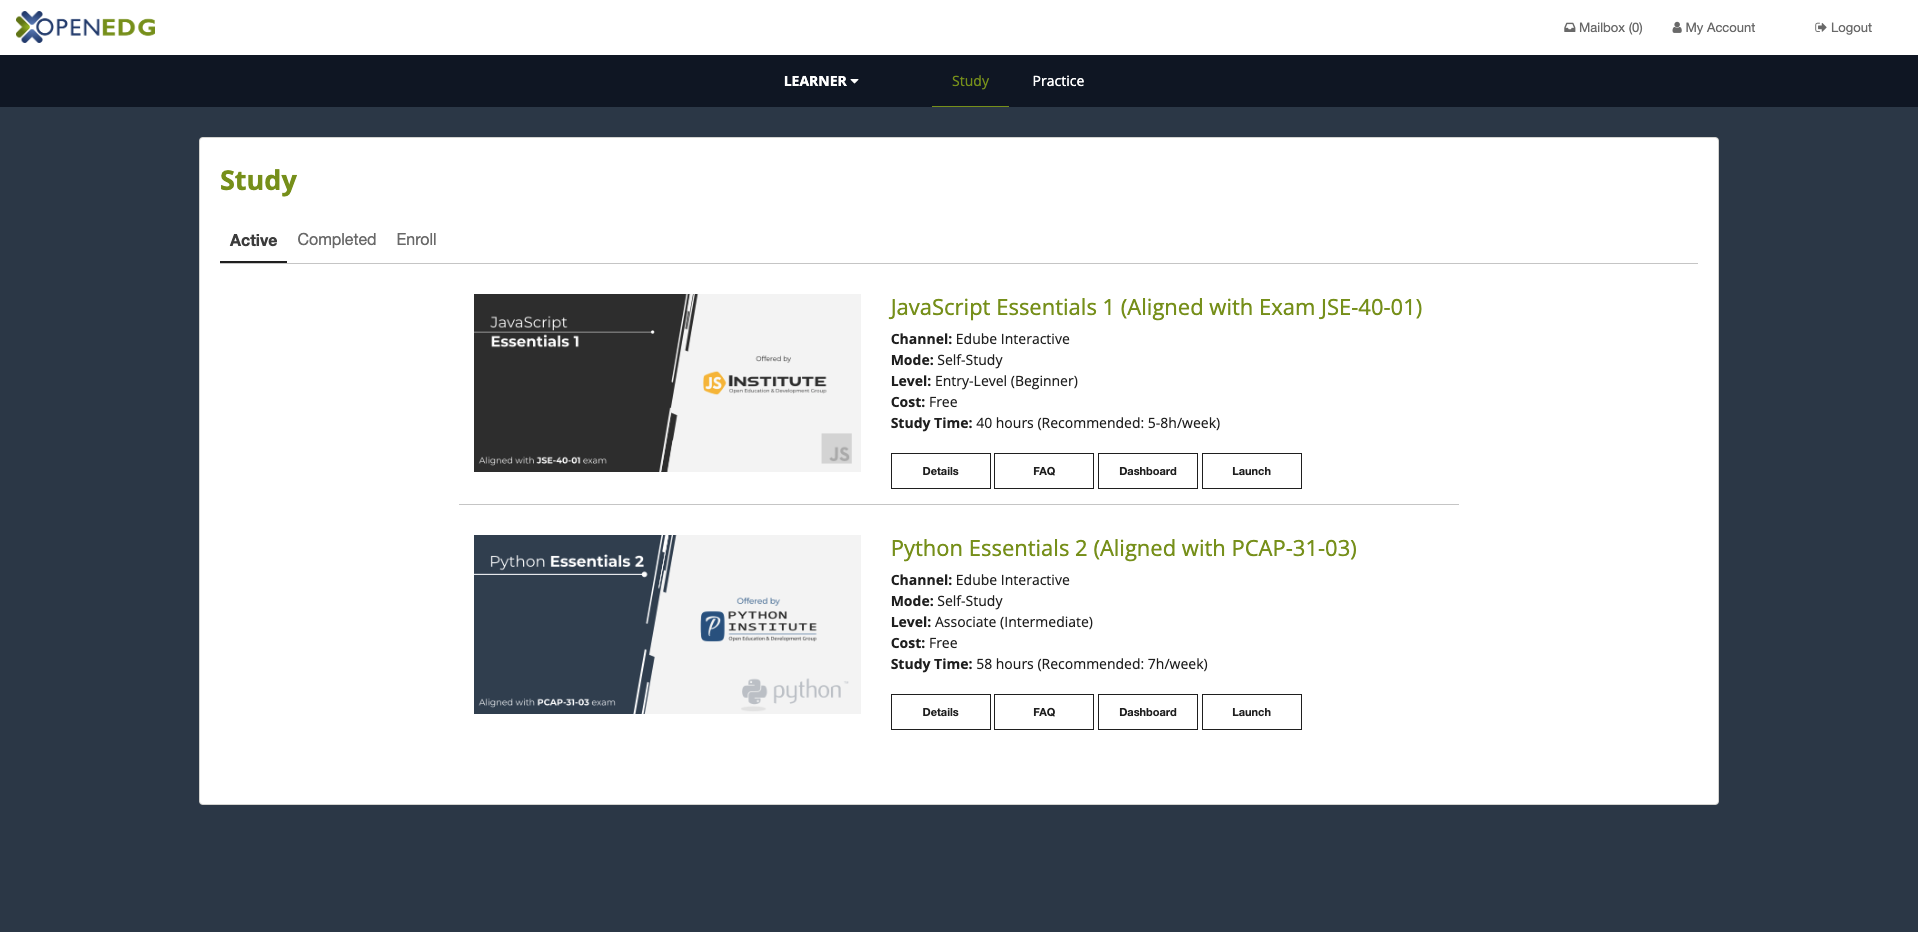 OPENEDG
Mailbox (0)
My Account
Logout
LEARNER
Study
Practice
Study
Active
Completed
Enroll
JavaScript
Essentials 1
Offered by
JS INSTITUTE
Open Education & Development Group
JS
Aligned with JSE-40-01 exam
JavaScript Essentials 1 (Aligned with Exam JSE-40-01)
Channel: Edube Interactive
Mode: Self-Study
Level: Entry-Level (Beginner)
Cost: Free
Study Time: 40 hours (Recommended: 5-8h/week)
Details
FAQ
Dashboard
Launch
Python Essentials 2
Offered by
PYTHON
INSTITUTE
Open Education & Development Group
python™
Aligned with PCAP-31-03 exam
Python Essentials 2 (Aligned with PCAP-31-03)
Channel: Edube Interactive
Mode: Self-Study
Level: Associate (Intermediate)
Cost: Free
Study Time: 58 hours (Recommended: 7h/week)
Details
FAQ
Dashboard
Launch